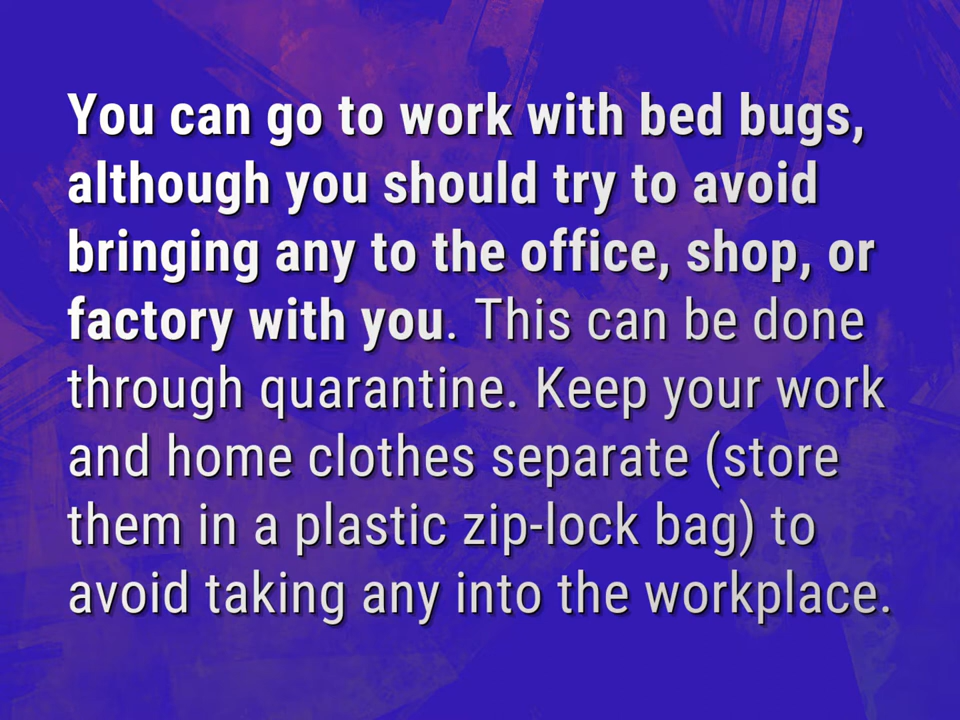 You can go to work with bed bugs,
although you should try to avoid
bringing any to the office, shop, or
factory with you. This can be done
through quarantine. Keep your work
and home clothes separate (store
them in a plastic zip-lock bag) to
avoid taking any into the workplace.